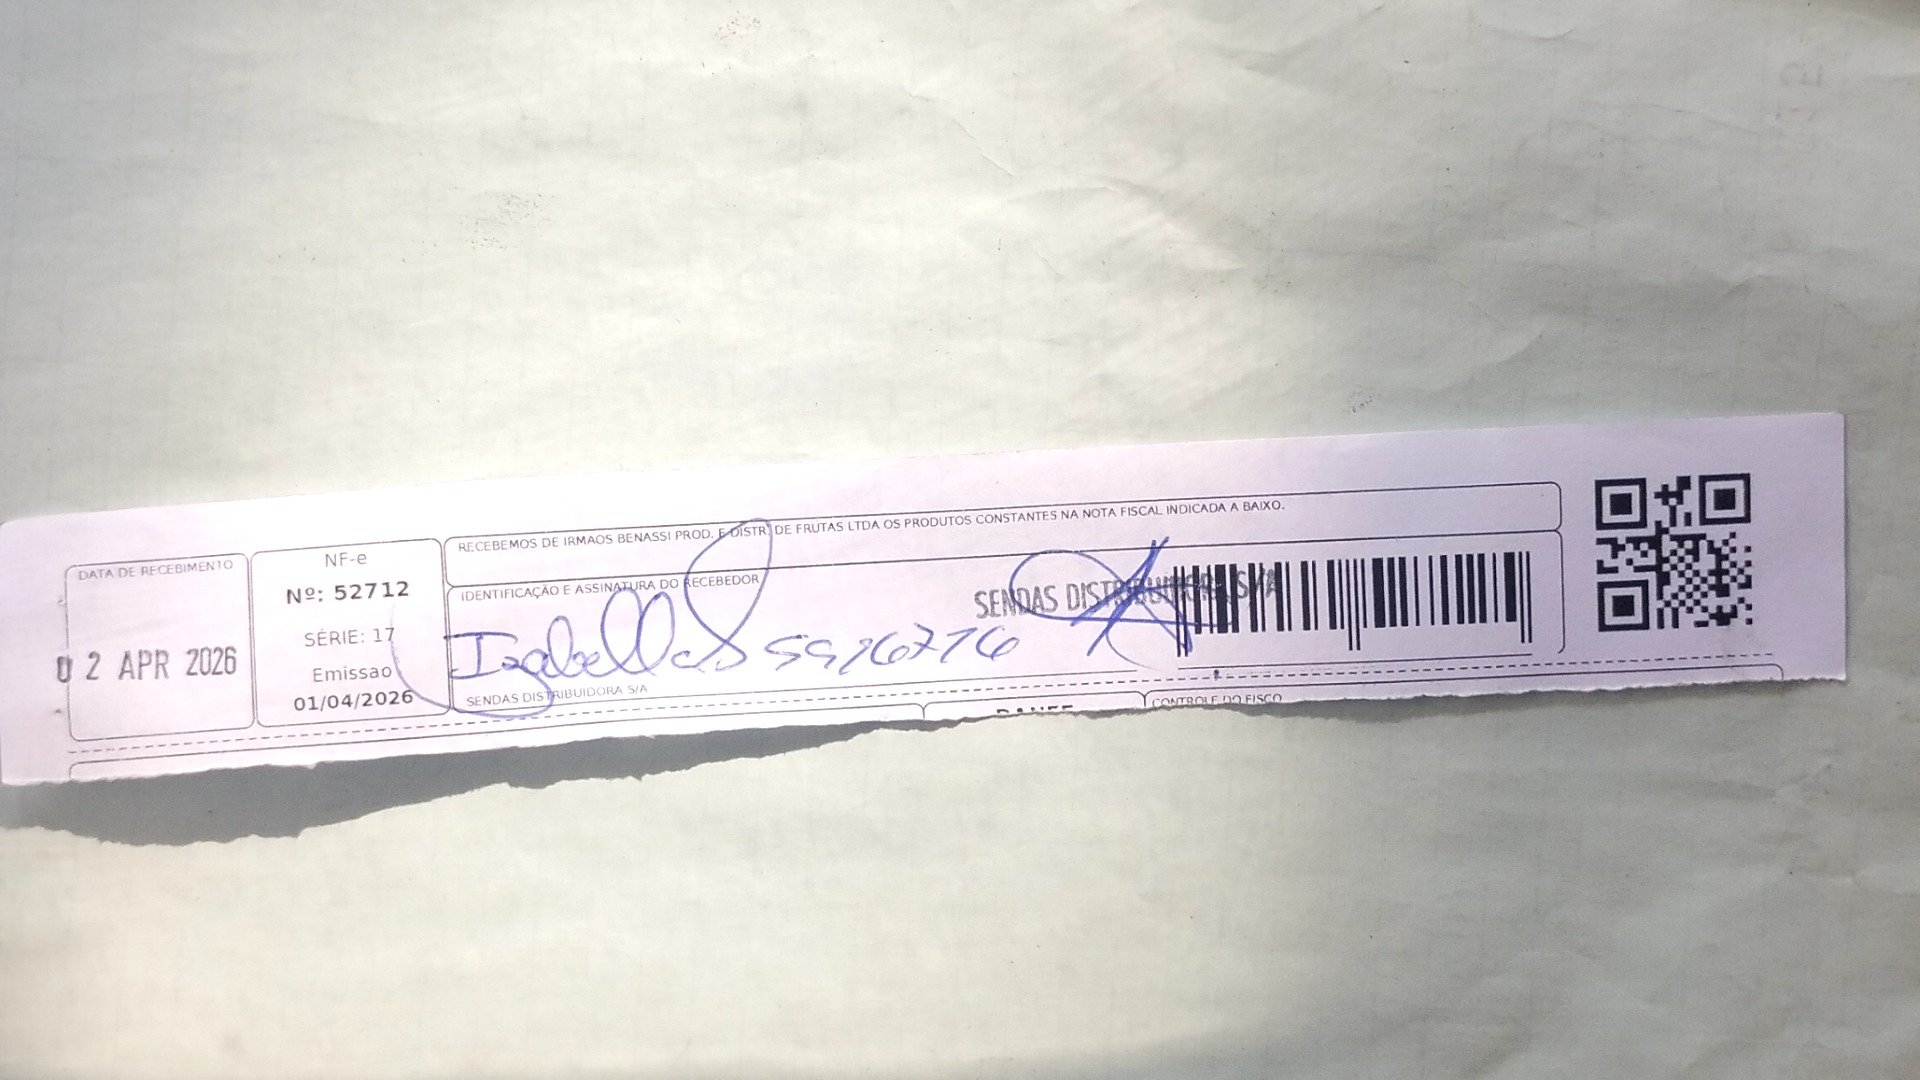 RECEBEMOS DE IRMAOS BENASSI PROD. E DISTR. DE FRUTAS LTDA OS PRODUTOS CONSTANTES NA NOTA FISCAL INDICADA A BAIXO.
DATA DE RECEBIMENTO
02 APR 2026
NF-e
Nº: 52712
SÉRIE: 17
Emissao
01/04/2026
IDENTIFICAÇÃO E ASSINATURA DO RECEBEDOR
SENDAS DISTRIBUIDORA S/A
Izabella
SENDAS DISTRIBUIDORA S/A
CONTROLE DO FISCO